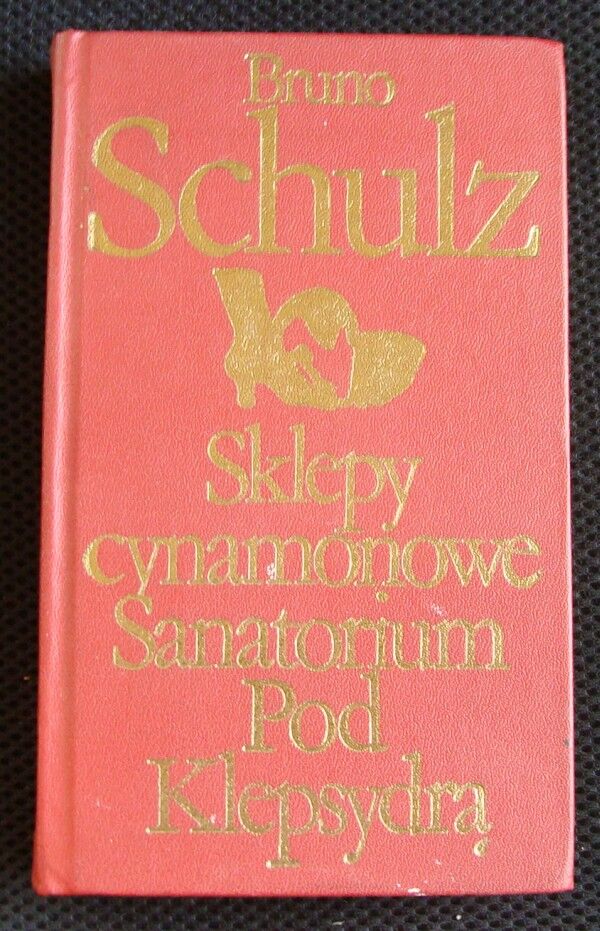 Bruno
Schulz
Sklepy
cynamonowe
Sanatorium
Pod
Klepsydrą